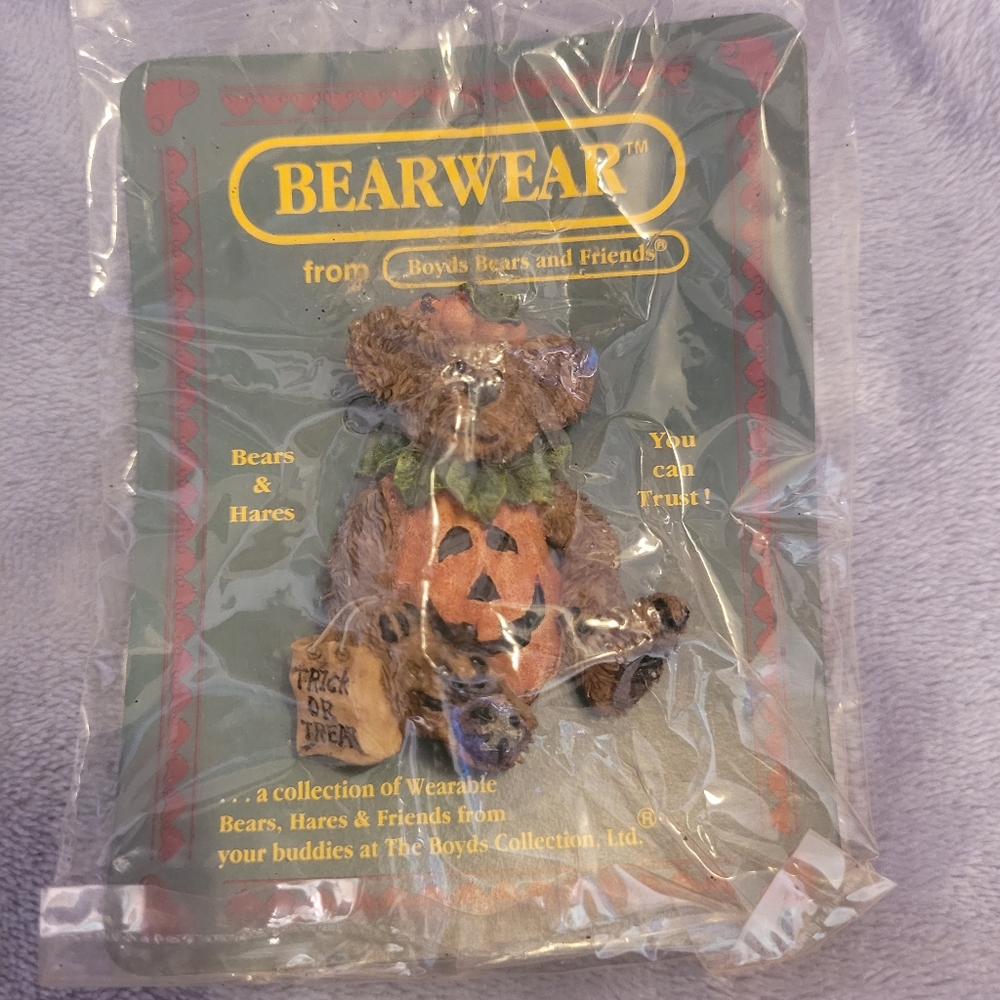 BEARWEAR™
from Boyds Bears and Friends®
Bears
&
Hares
You
can
Trust!
TRICK
OR
TREAT
...a collection of Wearable
Bears, Hares & Friends from
your buddies at The Boyds Collection, Ltd.®